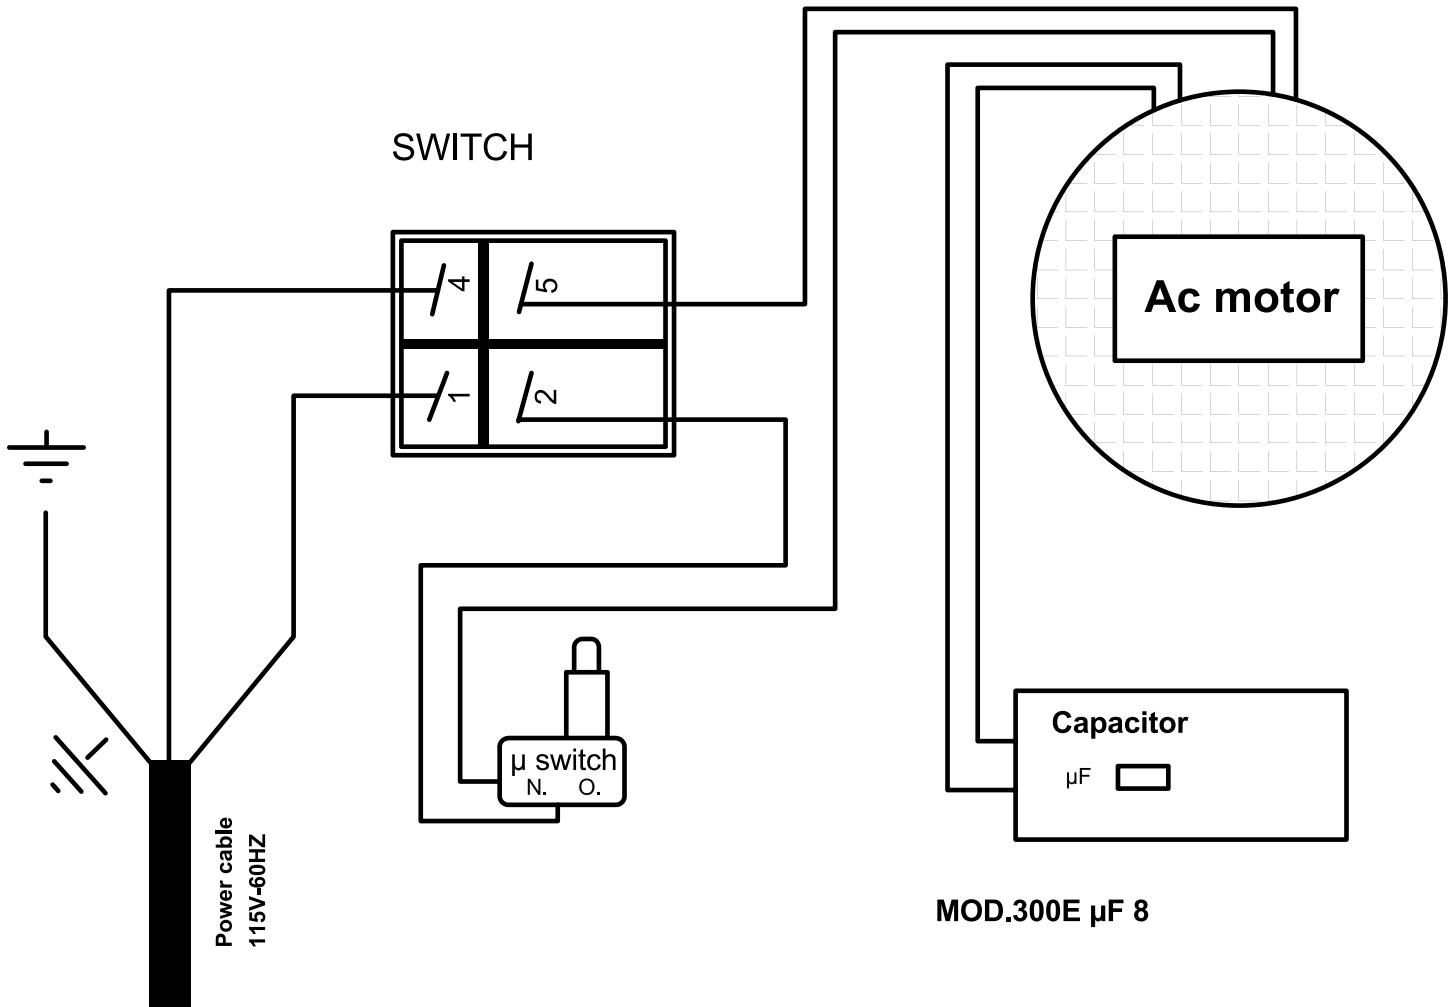 SWITCH
4
5
1
2
Ac motor
µ switch
N. O.
Capacitor
µF
Power cable
115V-60HZ
MOD.300E µF 8